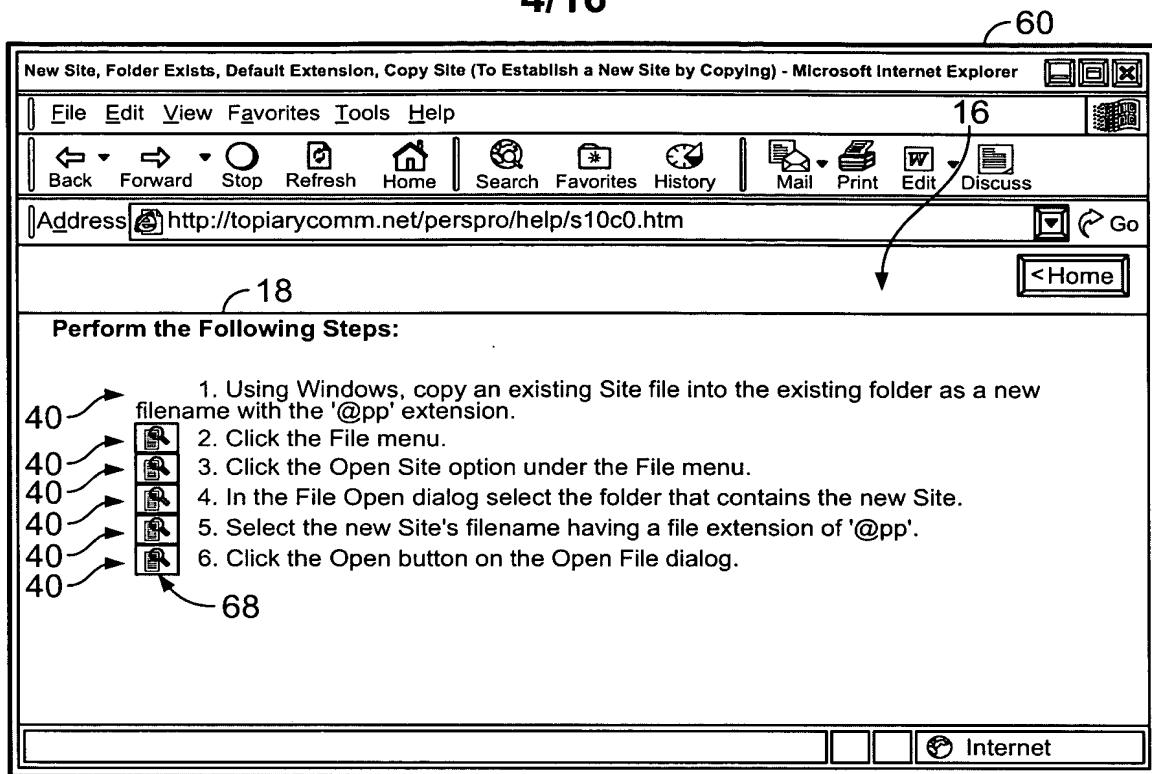 4/16
60
New Site, Folder Exists, Default Extension, Copy Site (To Establish a New Site by Copying) - Microsoft Internet Explorer
File Edit View Favorites Tools Help
16
Back Forward Stop Refresh Home Search Favorites History Mail Print Edit Discuss
Address http://topiarycomm.net/perspro/help/s10c0.htm Go
<Home
18
Perform the Following Steps:
40 1. Using Windows, copy an existing Site file into the existing folder as a new
filename with the '@pp' extension.
40 2. Click the File menu.
40 3. Click the Open Site option under the File menu.
40 4. In the File Open dialog select the folder that contains the new Site.
40 5. Select the new Site's filename having a file extension of '@pp'.
40 6. Click the Open button on the Open File dialog.
68
Internet